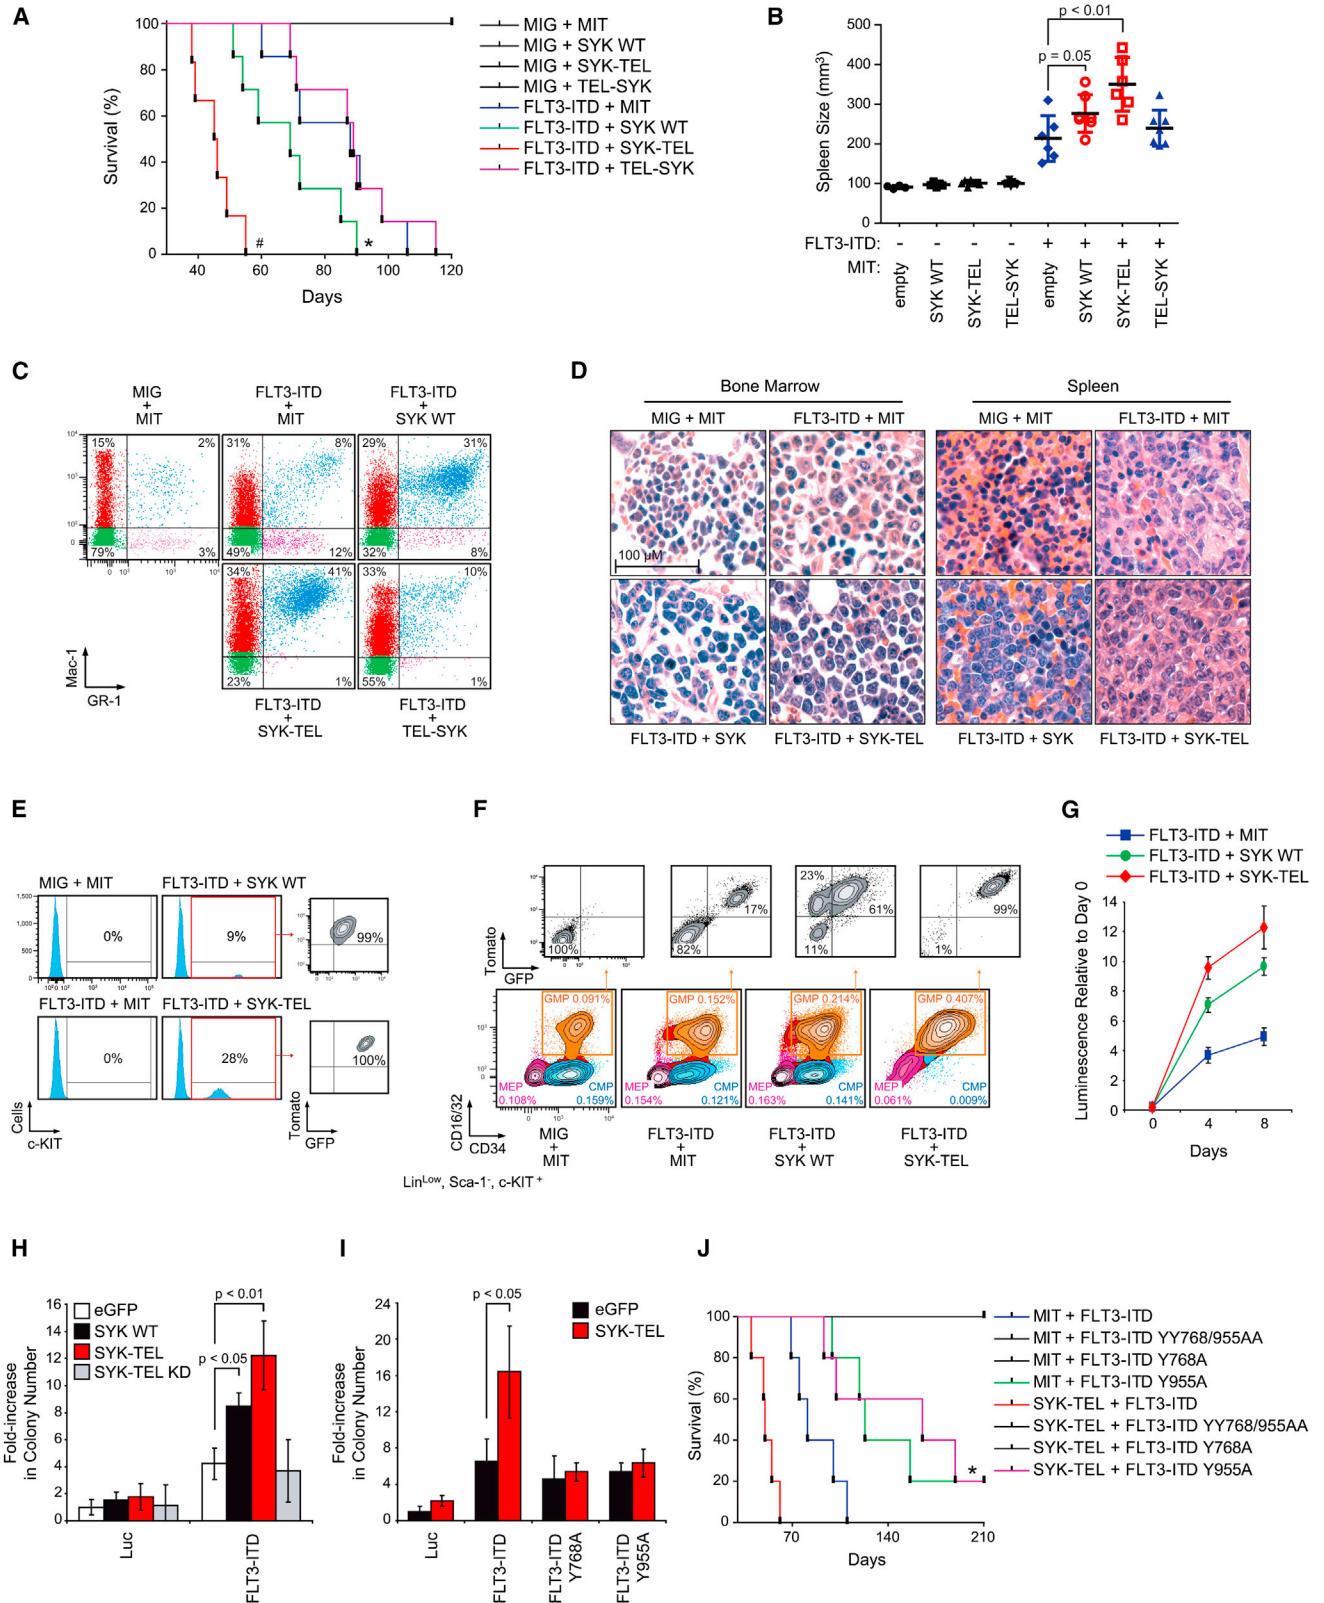 A
100
80
60
40
20
0
Survival (%)
40
60
80
100
120
Days
#
*
MIG + MIT
MIG + SYK WT
MIG + SYK-TEL
MIG + TEL-SYK
FLT3-ITD + MIT
FLT3-ITD + SYK WT
FLT3-ITD + SYK-TEL
FLT3-ITD + TEL-SYK
B
Spleen Size (mm³)
500
400
300
200
100
0
p < 0.01
p = 0.05
FLT3-ITD: - - - - + + + +
MIT: empty SYK WT SYK-TEL TEL-SYK empty SYK WT SYK-TEL TEL-SYK
C
MIG + MIT
FLT3-ITD + MIT
FLT3-ITD + SYK WT
15% 2% 31% 8% 29% 31%
79% 3% 49% 12% 32% 8%
34% 41% 33% 10%
23% 1% 55% 1%
Mac-1
GR-1
FLT3-ITD + SYK-TEL
FLT3-ITD + TEL-SYK
D
Bone Marrow
Spleen
MIG + MIT
FLT3-ITD + MIT
MIG + MIT
FLT3-ITD + MIT
100 µM
FLT3-ITD + SYK
FLT3-ITD + SYK-TEL
FLT3-ITD + SYK
FLT3-ITD + SYK-TEL
E
MIG + MIT
FLT3-ITD + SYK WT
1,500
1,000
500
0
0%
9%
99%
FLT3-ITD + MIT
FLT3-ITD + SYK-TEL
0%
28%
100%
Cells
c-KIT
Tomato
GFP
F
Tomato
GFP
100%
17%
82%
23%
61%
11%
99%
1%
GMP 0.091%
GMP 0.152%
GMP 0.214%
GMP 0.407%
MEP 0.108%
CMP 0.159%
MEP 0.154%
CMP 0.121%
MEP 0.163%
CMP 0.141%
MEP 0.061%
CMP 0.009%
CD16/32
CD34
MIG + MIT
FLT3-ITD + MIT
FLT3-ITD + SYK WT
FLT3-ITD + SYK-TEL
LinLow, Sca-1-, c-KIT +
G
FLT3-ITD + MIT
FLT3-ITD + SYK WT
FLT3-ITD + SYK-TEL
Luminescence Relative to Day 0
14
12
10
8
6
4
2
0
0
4
8
Days
H
Fold-increase
in Colony Number
16
14
12
10
8
6
4
2
0
eGFP
SYK WT
SYK-TEL
SYK-TEL KD
p < 0.01
p < 0.05
Luc
FLT3-ITD
I
Fold-increase
in Colony Number
24
20
16
12
8
4
0
p < 0.05
eGFP
SYK-TEL
Luc
FLT3-ITD
FLT3-ITD Y768A
FLT3-ITD Y955A
J
Survival (%)
100
80
60
40
20
0
70
140
210
Days
*
MIT + FLT3-ITD
MIT + FLT3-ITD YY768/955AA
MIT + FLT3-ITD Y768A
MIT + FLT3-ITD Y955A
SYK-TEL + FLT3-ITD
SYK-TEL + FLT3-ITD YY768/955AA
SYK-TEL + FLT3-ITD Y768A
SYK-TEL + FLT3-ITD Y955A